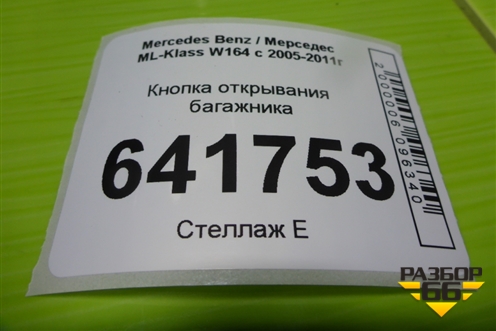 Mercedes Benz / Мерседес
ML-Klass W164 с 2005-2011г
Кнопка открывания
багажника
641753
Стеллаж Е
2000006096340
РАЗБОР
66